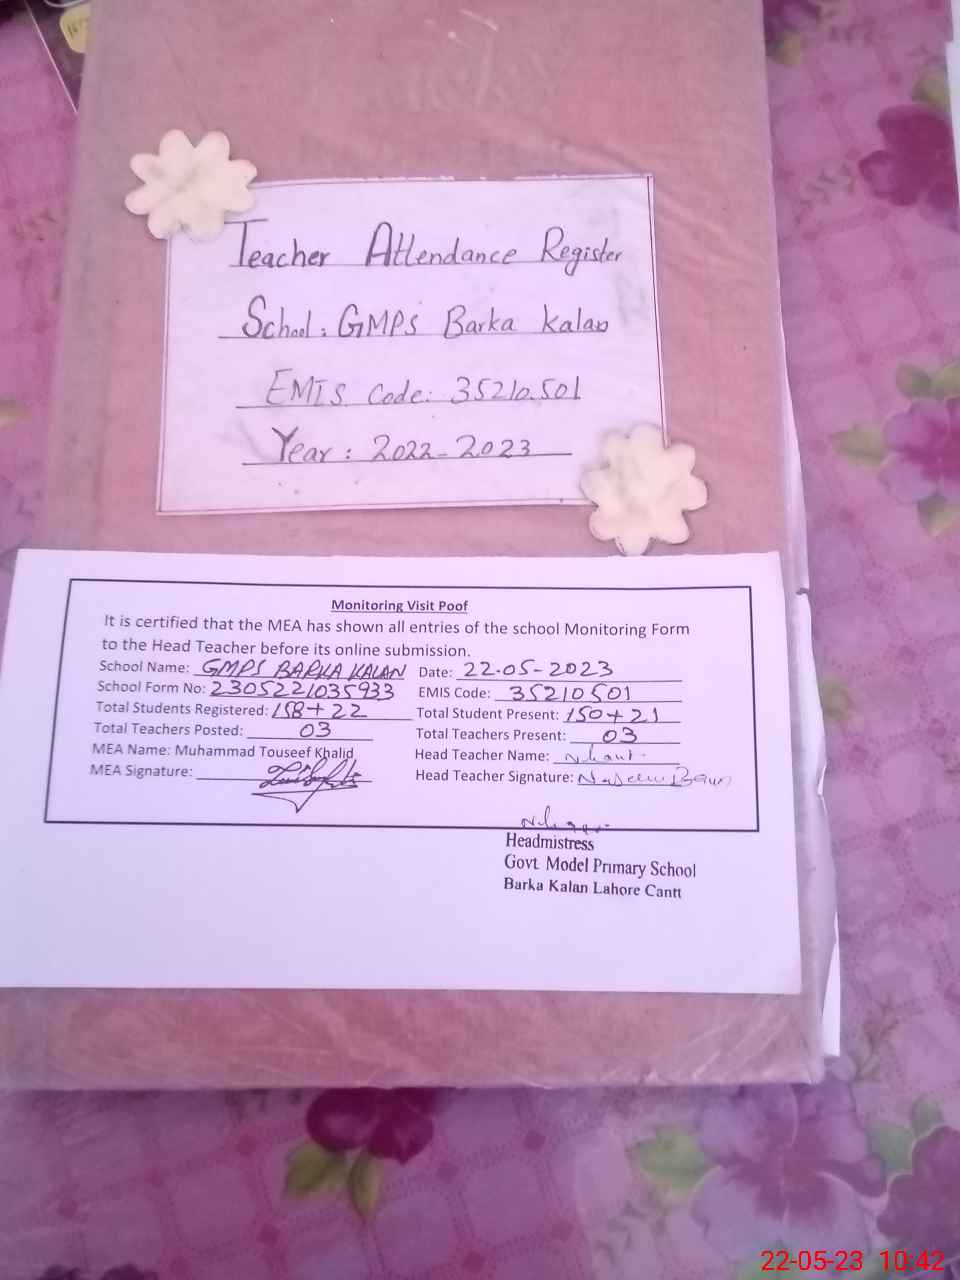 Teacher Attendance Register
School: GMPS Barka Kalan
EMIS Code: 35210501
Year: 2022-2023
Monitoring Visit Poof
It is certified that the MEA has shown all entries of the school Monitoring Form
to the Head Teacher before its online submission.
School Name: GMPS BARKA KALAN Date: 22-05-2023
School Form No: 2305221035933 EMIS Code: 35210501
Total Students Registered: 158+22 Total Student Present: 150+21
Total Teachers Posted: 03 Total Teachers Present: 03
MEA Name: Muhammad Touseef Khalid Head Teacher Name:
MEA Signature: Head Teacher Signature:
Headmistress
Govt Model Primary School
Barka Kalan Lahore Cantt
22-05-23 10:42